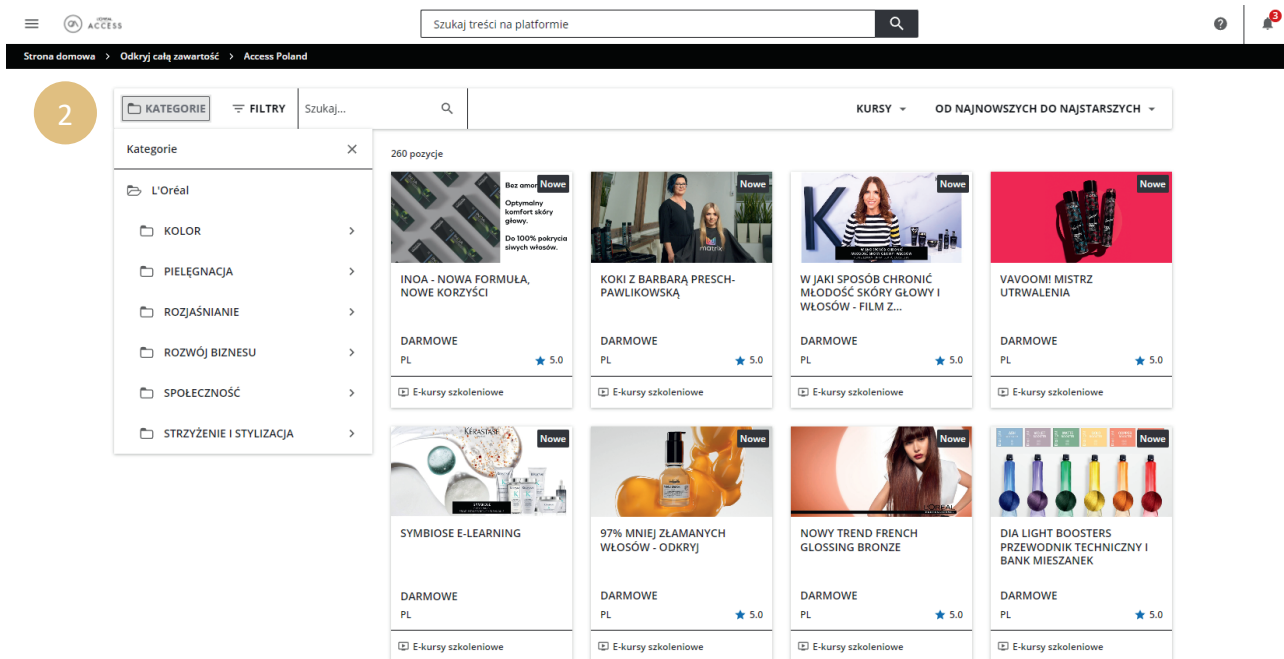 L'ORÉAL
ACCESS
Szukaj treści na platformie
3
Strona domowa > Odkryj całą zawartość > Access Poland
2
KATEGORIE
FILTRY
Szukaj...
KURSY
OD NAJNOWSZYCH DO NAJSTARSZYCH
Kategorie
L'Oréal
KOLOR
PIELĘGNACJA
ROZJAŚNIANIE
ROZWÓJ BIZNESU
SPOŁECZNOŚĆ
STRZYŻENIE I STYLIZACJA
260 pozycje
Bez amon
Nowe
Optymalny
komfort skóry
głowy.
Do 100% pokrycia
siwych włosów.
INOA - NOWA FORMUŁA,
NOWE KORZYŚCI
DARMOWE
PL
5.0
E-kursy szkoleniowe
Nowe
matrix
KOKI Z BARBARĄ PRESCH-
PAWLIKOWSKĄ
DARMOWE
PL
5.0
E-kursy szkoleniowe
Nowe
K
W JAKI SPOSÓB CHRONIĆ
MŁODOŚĆ SKÓRY GŁOWY I
WŁOSÓW - FILM Z...
DARMOWE
PL
5.0
E-kursy szkoleniowe
Nowe
VAVOOM! MISTRZ
UTRWALENIA
DARMOWE
PL
5.0
E-kursy szkoleniowe
KÉRASTASE
Nowe
SYMBIOSE E-LEARNING
DARMOWE
PL
E-kursy szkoleniowe
Nowe
97% MNIEJ ZŁAMANYCH
WŁOSÓW - ODKRYJ
DARMOWE
PL
5.0
E-kursy szkoleniowe
Nowe
L'ORÉAL
NOWY TREND FRENCH
GLOSSING BRONZE
DARMOWE
PL
5.0
E-kursy szkoleniowe
Nowe
DIA LIGHT BOOSTERS
PRZEWODNIK TECHNICZNY I
BANK MIESZANEK
DARMOWE
PL
5.0
E-kursy szkoleniowe